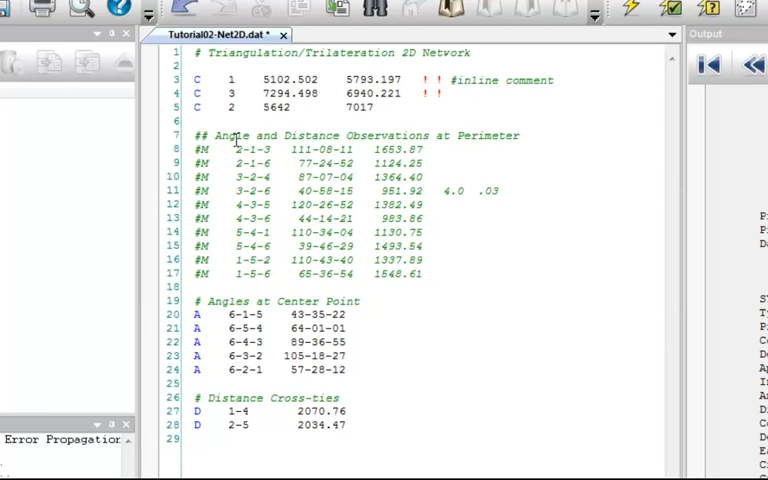 Tutorial02-Net2D.dat *
Output
1 # Triangulation/Trilateration 2D Network
2
3 C 1 5102.502 5793.197 ! ! #inline comment
4 C 3 7294.498 6940.221 ! !
5 C 2 5642 7017
6
7 ## Angle and Distance Observations at Perimeter
8 #M 2-1-3 111-08-11 1653.87
9 #M 2-1-6 77-24-52 1124.25
10 #M 3-2-4 87-07-04 1364.40
11 #M 3-2-6 40-58-15 951.92 4.0 .03
12 #M 4-3-5 120-26-52 1382.49
13 #M 4-3-6 44-14-21 983.86
14 #M 5-4-1 110-34-04 1130.75
15 #M 5-4-6 39-46-29 1493.54
16 #M 1-5-2 110-43-40 1337.89
17 #M 1-5-6 65-36-54 1548.61
18
19 # Angles at Center Point
20 A 6-1-5 43-35-22
21 A 6-5-4 64-01-01
22 A 6-4-3 89-36-55
23 A 6-3-2 105-18-27
24 A 6-2-1 57-28-12
25
26 # Distance Cross-ties
27 D 1-4 2070.76
28 D 2-5 2034.47
29
Error Propagation